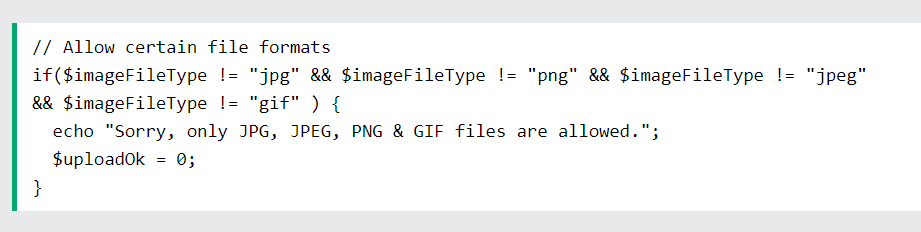 // Allow certain file formats
if($imageFileType != "jpg" && $imageFileType != "png" && $imageFileType != "jpeg"
&& $imageFileType != "gif" ) {
  echo "Sorry, only JPG, JPEG, PNG & GIF files are allowed.";
  $uploadOk = 0;
}